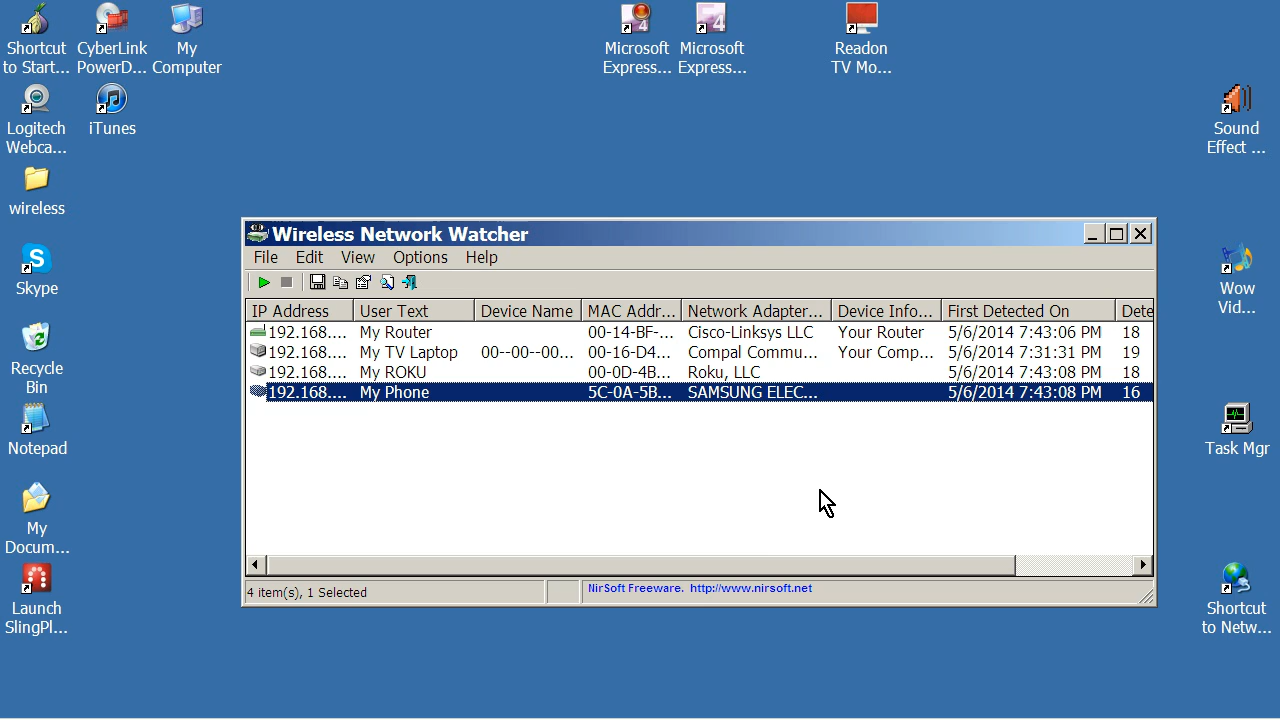 Shortcut
to Start...
CyberLink
PowerD...
My
Computer
Microsoft
Express...
Microsoft
Express...
Readon
TV Mo...
Logitech
Webca...
iTunes
Sound
Effect ...
wireless
Skype
Wow
Vid...
Recycle
Bin
Notepad
Task Mgr
My
Docum...
Launch
SlingPl...
Shortcut
to Netw...
Wireless Network Watcher
File Edit View Options Help
IP Address User Text Device Name MAC Addr... Network Adapter... Device Info... First Detected On Dete
192.168.... My Router 00-14-BF-... Cisco-Linksys LLC Your Router 5/6/2014 7:43:06 PM 18
192.168.... My TV Laptop 00--00--00... 00-16-D4... Compal Commu... Your Comp... 5/6/2014 7:31:31 PM 19
192.168.... My ROKU 00-0D-4B... Roku, LLC 5/6/2014 7:43:08 PM 18
192.168.... My Phone 5C-0A-5B... SAMSUNG ELEC... 5/6/2014 7:43:08 PM 16
4 item(s), 1 Selected NirSoft Freeware. http://www.nirsoft.net